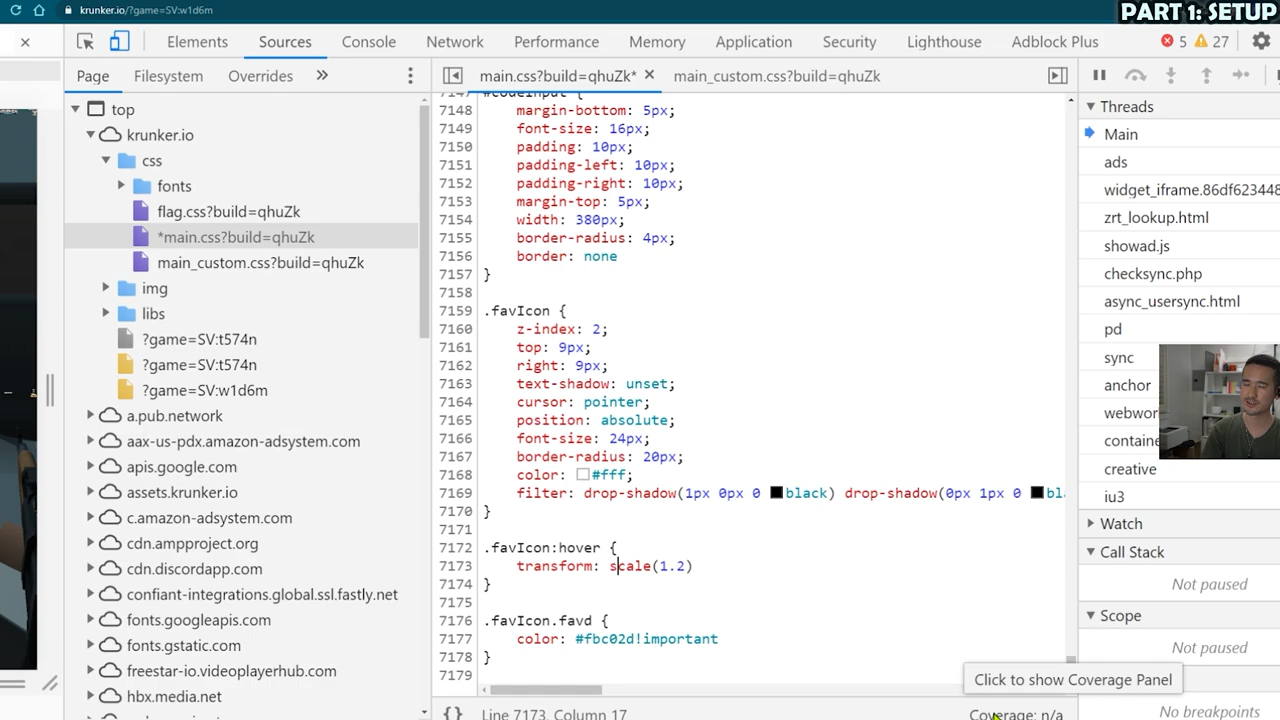 krunker.io/?game=SV:w1d6m
PART 1: SETUP
Elements Sources Console Network Performance Memory Application Security Lighthouse Adblock Plus 5 27
Page Filesystem Overrides »
main.css?build=qhuZk* × main_custom.css?build=qhuZk
top
krunker.io
css
fonts
flag.css?build=qhuZk
*main.css?build=qhuZk
main_custom.css?build=qhuZk
img
libs
?game=SV:t574n
?game=SV:t574n
?game=SV:w1d6m
a.pub.network
aax-us-pdx.amazon-adsystem.com
apis.google.com
assets.krunker.io
c.amazon-adsystem.com
cdn.ampproject.org
cdn.discordapp.com
confiant-integrations.global.ssl.fastly.net
fonts.googleapis.com
fonts.gstatic.com
freestar-io.videoplayerhub.com
hbx.media.net
7147 #codeInput {
7148 margin-bottom: 5px;
7149 font-size: 16px;
7150 padding: 10px;
7151 padding-left: 10px;
7152 padding-right: 10px;
7153 margin-top: 5px;
7154 width: 380px;
7155 border-radius: 4px;
7156 border: none
7157 }
7158
7159 .favIcon {
7160 z-index: 2;
7161 top: 9px;
7162 right: 9px;
7163 text-shadow: unset;
7164 cursor: pointer;
7165 position: absolute;
7166 font-size: 24px;
7167 border-radius: 20px;
7168 color: #fff;
7169 filter: drop-shadow(1px 0px 0 black) drop-shadow(0px 1px 0 bl
7170 }
7171
7172 .favIcon:hover {
7173 transform: scale(1.2)
7174 }
7175
7176 .favIcon.favd {
7177 color: #fbc02d!important
7178 }
7179
{} Line 7173, Column 17
Coverage: n/a
Click to show Coverage Panel
Threads
Main
ads
widget_iframe.86df623448
zrt_lookup.html
showad.js
checksync.php
async_usersync.html
pd
sync
anchor
webwor
containe
creative
iu3
Watch
Call Stack
Not paused
Scope
Not paused
No breakpoints